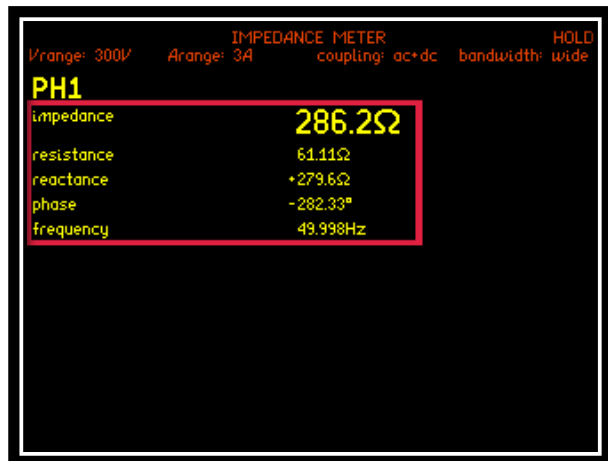 IMPEDANCE METER HOLD
Vrange: 300V Arange: 3A coupling: ac+dc bandwidth: wide
PH1
impedance 286.2Ω
resistance 61.11Ω
reactance +279.6Ω
phase -282.33°
frequency 49.998Hz